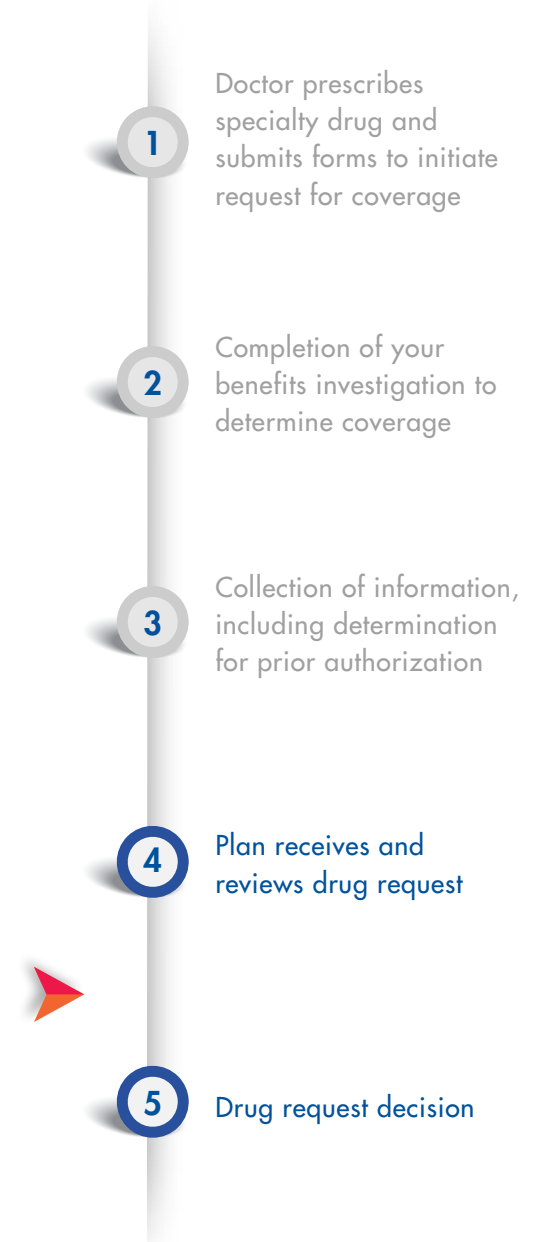 1
Doctor prescribes
specialty drug and
submits forms to initiate
request for coverage
2
Completion of your
benefits investigation to
determine coverage
3
Collection of information,
including determination
for prior authorization
4
Plan receives and
reviews drug request
5
Drug request decision